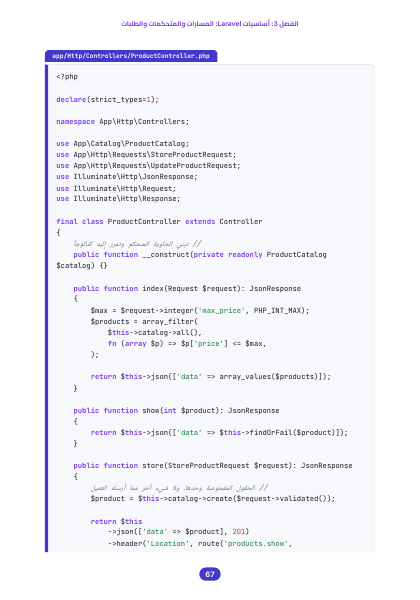 الفصل 3: أساسيات Laravel: المسارات والمتحكمات والطلبات
app/Http/Controllers/ProductController.php
<?php
declare(strict_types=1);
namespace App\Http\Controllers;
use App\Catalog\ProductCatalog;
use App\Http\Requests\StoreProductRequest;
use App\Http\Requests\UpdateProductRequest;
use Illuminate\Http\JsonResponse;
use Illuminate\Http\Request;
use Illuminate\Http\Response;
final class ProductController extends Controller
{
// تبني الحاوية المتحكم وتمرر إليه كتالوجاً
public function __construct(private readonly ProductCatalog
$catalog) {}
public function index(Request $request): JsonResponse
{
$max = $request->integer('max_price', PHP_INT_MAX);
$products = array_filter(
$this->catalog->all(),
fn (array $p) => $p['price'] <= $max,
);
return $this->json(['data' => array_values($products)]);
}
public function show(int $product): JsonResponse
{
return $this->json(['data' => $this->findOrFail($product)]);
}
public function store(StoreProductRequest $request): JsonResponse
{
// الحقول المفحوصة وحدها، ولا شيء آخر مما أرسله العميل
$product = $this->catalog->create($request->validated());
return $this
->json(['data' => $product], 201)
->header('Location', route('products.show',
67